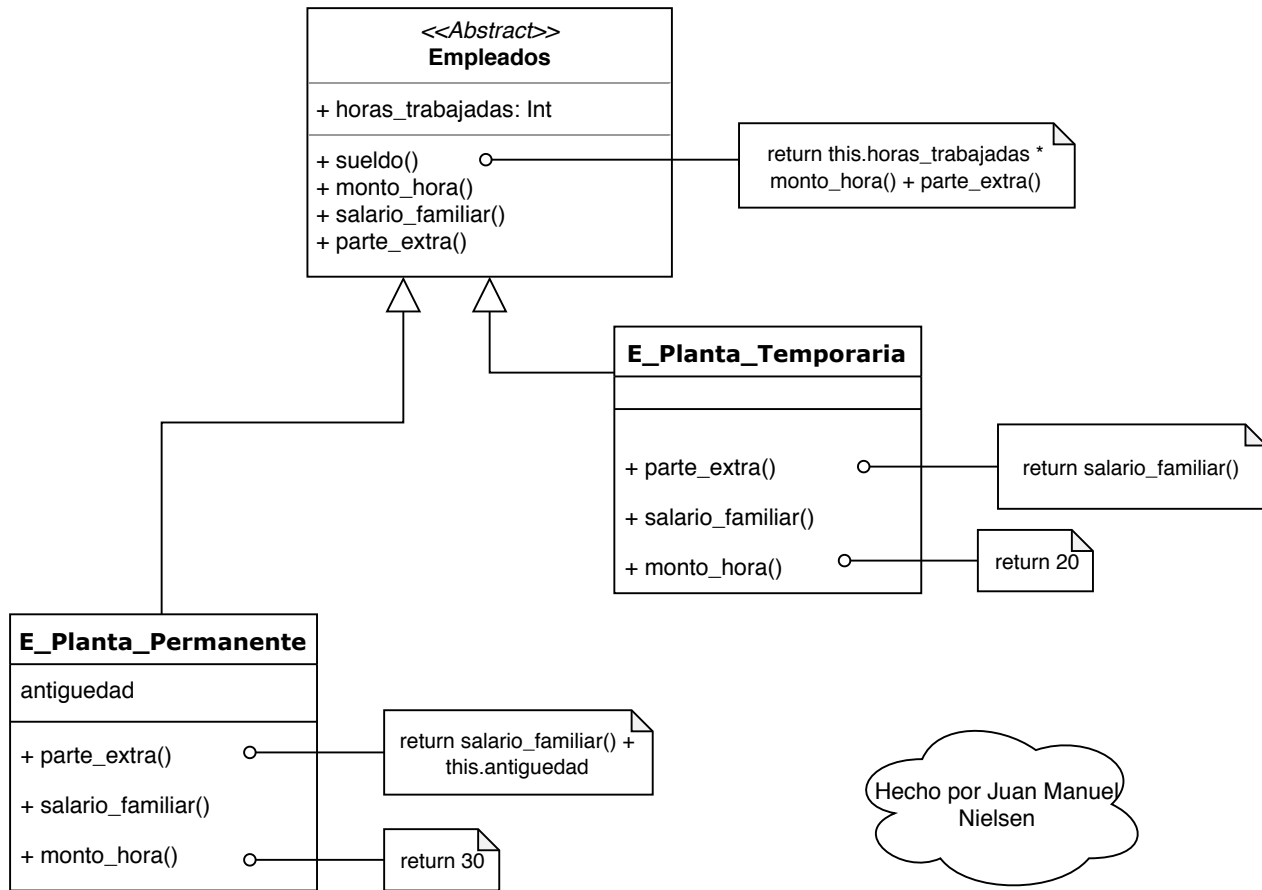 <<Abstract>>
Empleados
+ horas_trabajadas: Int
+ sueldo()
+ monto_hora()
+ salario_familiar()
+ parte_extra()
return this.horas_trabajadas *
monto_hora() + parte_extra()
E_Planta_Temporaria
+ parte_extra()
+ salario_familiar()
+ monto_hora()
return salario_familiar()
return 20
E_Planta_Permanente
antiguedad
+ parte_extra()
+ salario_familiar()
+ monto_hora()
return salario_familiar() +
this.antiguedad
return 30
Hecho por Juan Manuel
Nielsen